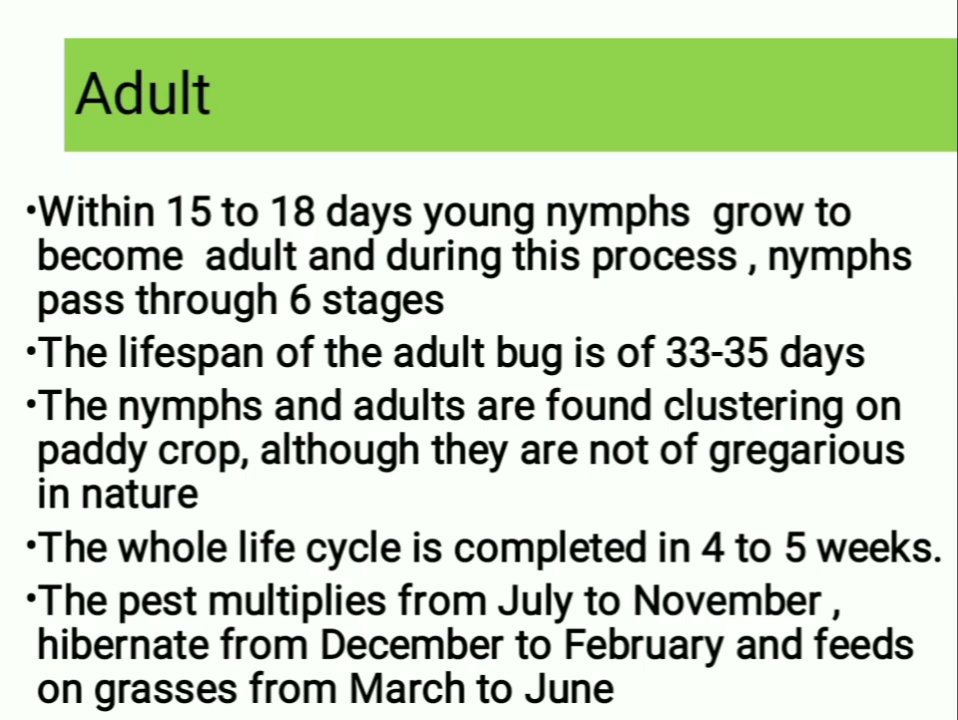 Adult
•Within 15 to 18 days young nymphs  grow to
become  adult and during this process , nymphs
pass through 6 stages
•The lifespan of the adult bug is of 33-35 days
•The nymphs and adults are found clustering on
paddy crop, although they are not of gregarious
in nature
•The whole life cycle is completed in 4 to 5 weeks.
•The pest multiplies from July to November ,
hibernate from December to February and feeds
on grasses from March to June